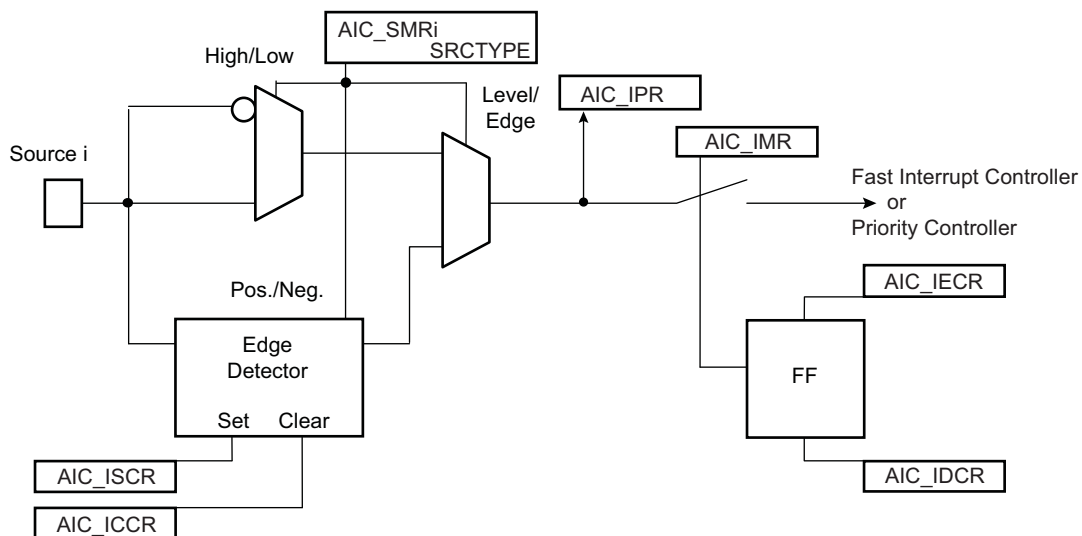 AIC_SMRi
SRCTYPE
High/Low
Level/
Edge
AIC_IPR
AIC_IMR
Source i
Fast Interrupt Controller
or
Priority Controller
Pos./Neg.
AIC_IECR
Edge
Detector
FF
Set Clear
AIC_ISCR
AIC_IDCR
AIC_ICCR